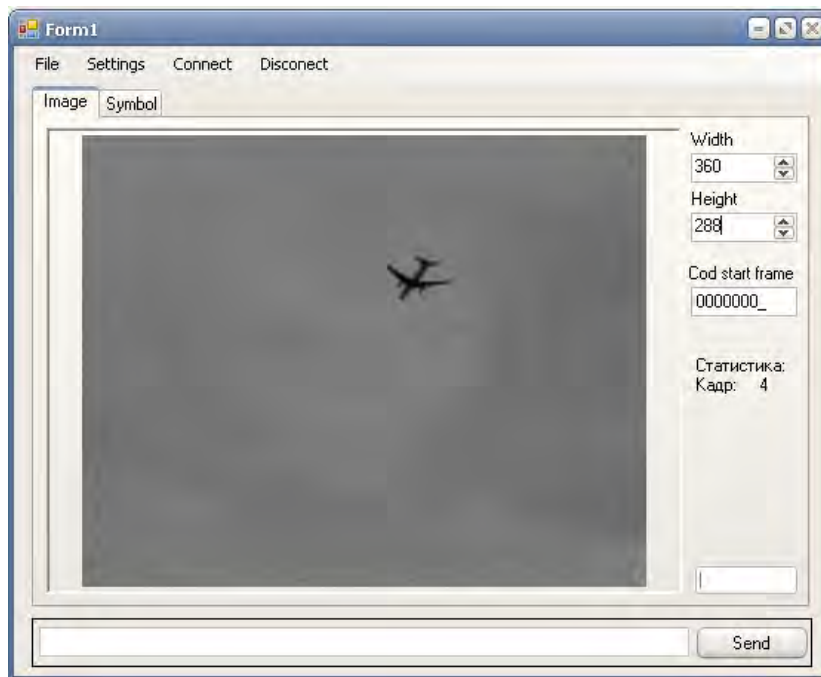 Form1
File Settings Connect Disconect
Image Symbol
Width
360
Height
288
Cod start frame
0000000_
Статистика:
Кадр: 4
Send